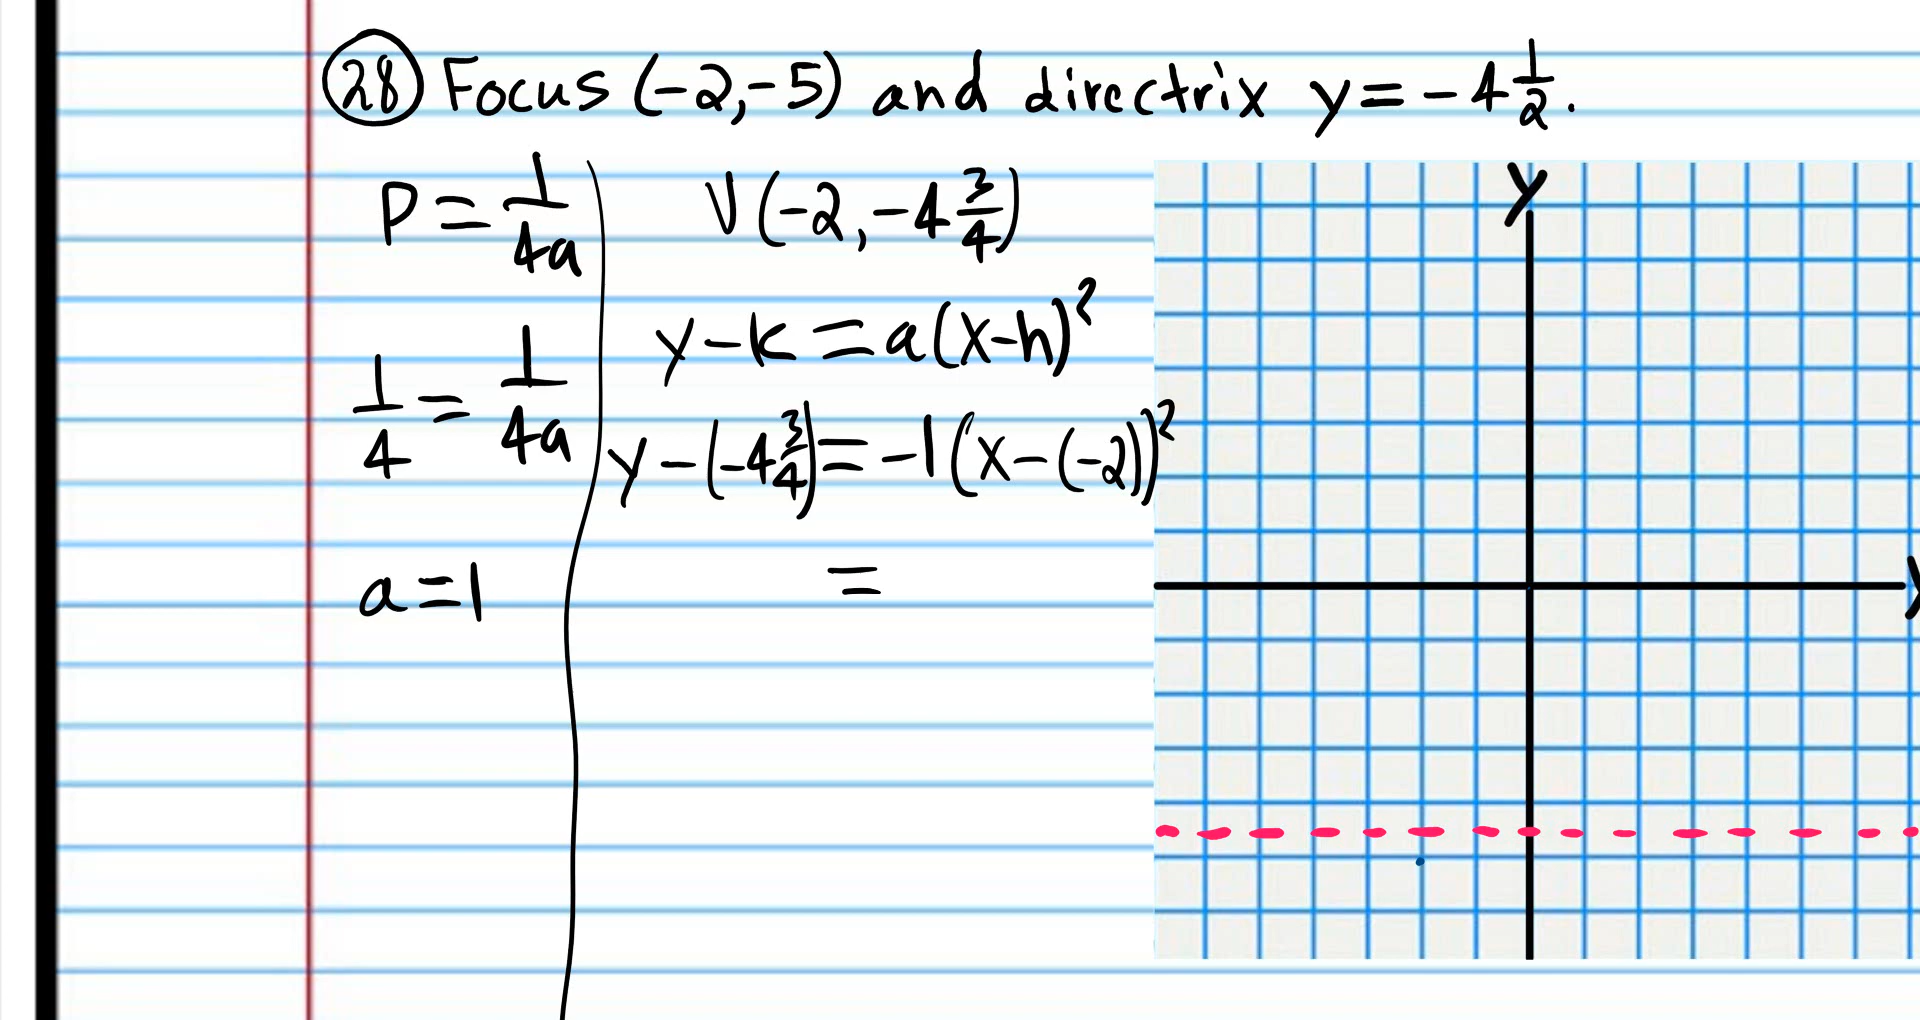 28 Focus (-2,-5) and directrix y = -4 1/2.
P = 1/4a
1/4 = 1/4a
a = 1
V(-2, -4 3/4)
y - k = a(x-h)²
y - (-4 3/4) = -1(x - (-2))²
=
y